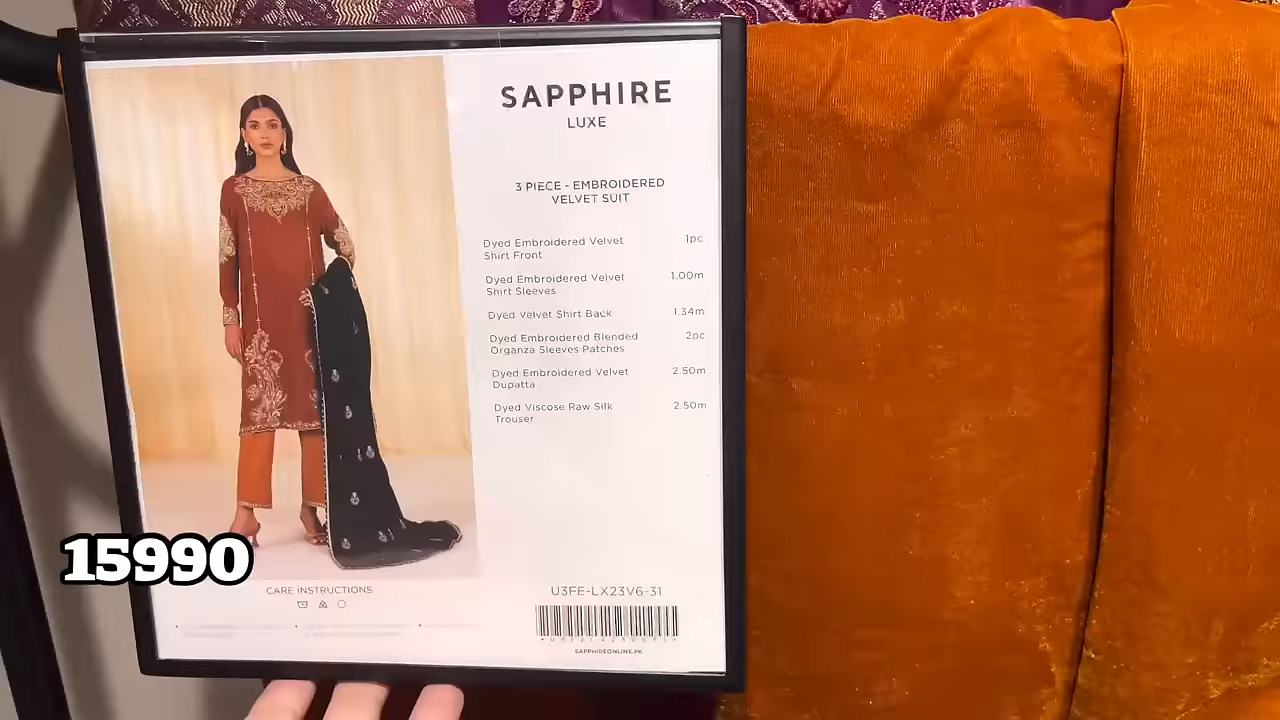 SAPPHIRE
LUXE
3 PIECE - EMBROIDERED
VELVET SUIT
Dyed Embroidered Velvet 1pc
Shirt Front
Dyed Embroidered Velvet 1.00m
Shirt Sleeves
Dyed Velvet Shirt Back 1.34m
Dyed Embroidered Blended 2pc
Organza Sleeves Patches
Dyed Embroidered Velvet 2.50m
Dupatta
Dyed Viscose Raw Silk 2.50m
Trouser
15990
CARE INSTRUCTIONS
U3FE-LX23V6-31
SAPPHIREONLINE.PK